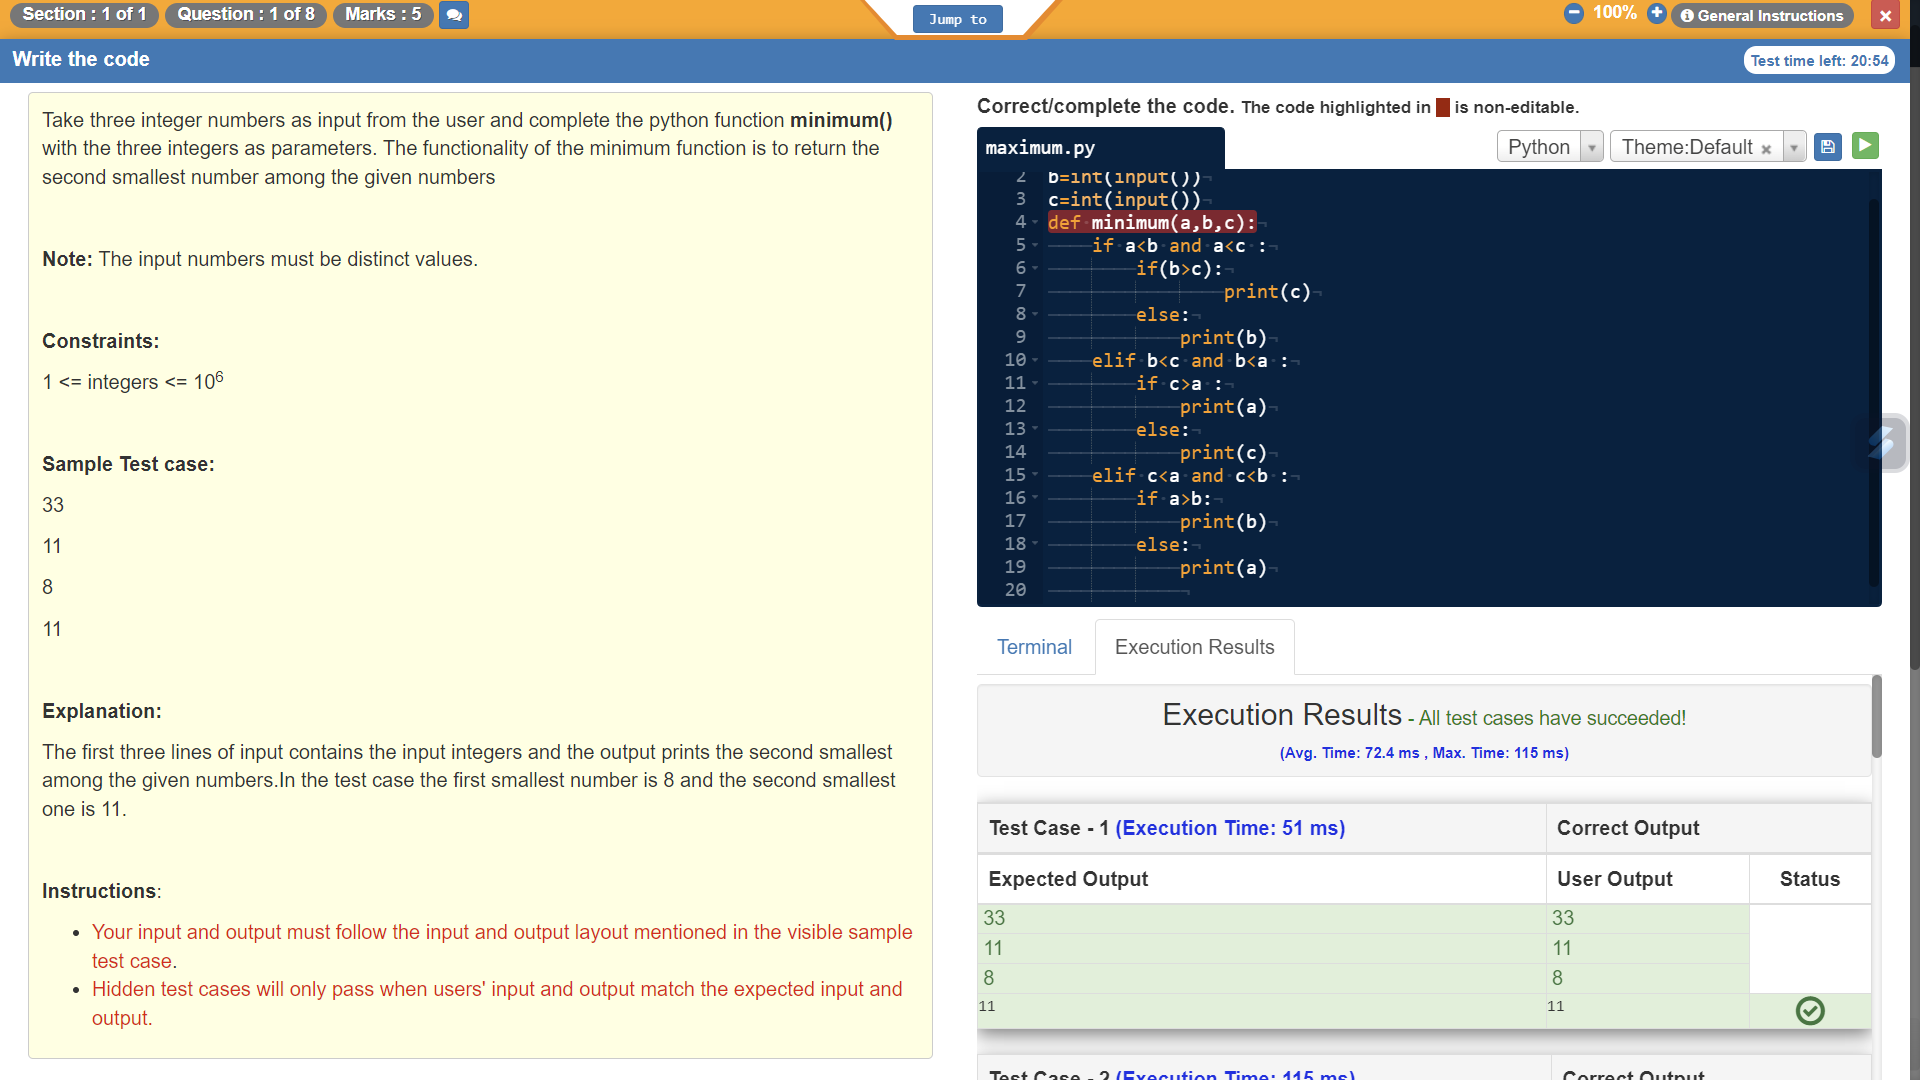 Section : 1 of 1
Question : 1 of 8
Marks : 5
Jump to
100%
General Instructions
Write the code
Test time left: 20:54
Take three integer numbers as input from the user and complete the python function minimum()
with the three integers as parameters. The functionality of the minimum function is to return the
second smallest number among the given numbers
Note: The input numbers must be distinct values.
Constraints:
1 <= integers <= 10⁶
Sample Test case:
33
11
8
11
Explanation:
The first three lines of input contains the input integers and the output prints the second smallest
among the given numbers.In the test case the first smallest number is 8 and the second smallest
one is 11.
Instructions:
• Your input and output must follow the input and output layout mentioned in the visible sample
test case.
• Hidden test cases will only pass when users' input and output match the expected input and
output.
Correct/complete the code. The code highlighted in is non-editable.
maximum.py
Python
Theme:Default ×
2 b=int(input())
3 c=int(input())
4 def minimum(a,b,c):
5 if a<b and a<c :
6 if(b>c):
7 print(c)
8 else:
9 print(b)
10 elif b<c and b<a :
11 if c>a :
12 print(a)
13 else:
14 print(c)
15 elif c<a and c<b :
16 if a>b:
17 print(b)
18 else:
19 print(a)
20
Terminal
Execution Results
Execution Results - All test cases have succeeded!
(Avg. Time: 72.4 ms , Max. Time: 115 ms)
Test Case - 1 (Execution Time: 51 ms)
Correct Output
Expected Output
User Output
Status
33 33
11 11
8 8
11 11
Test Case - 2 (Execution Time: 115 ms)
Correct Output